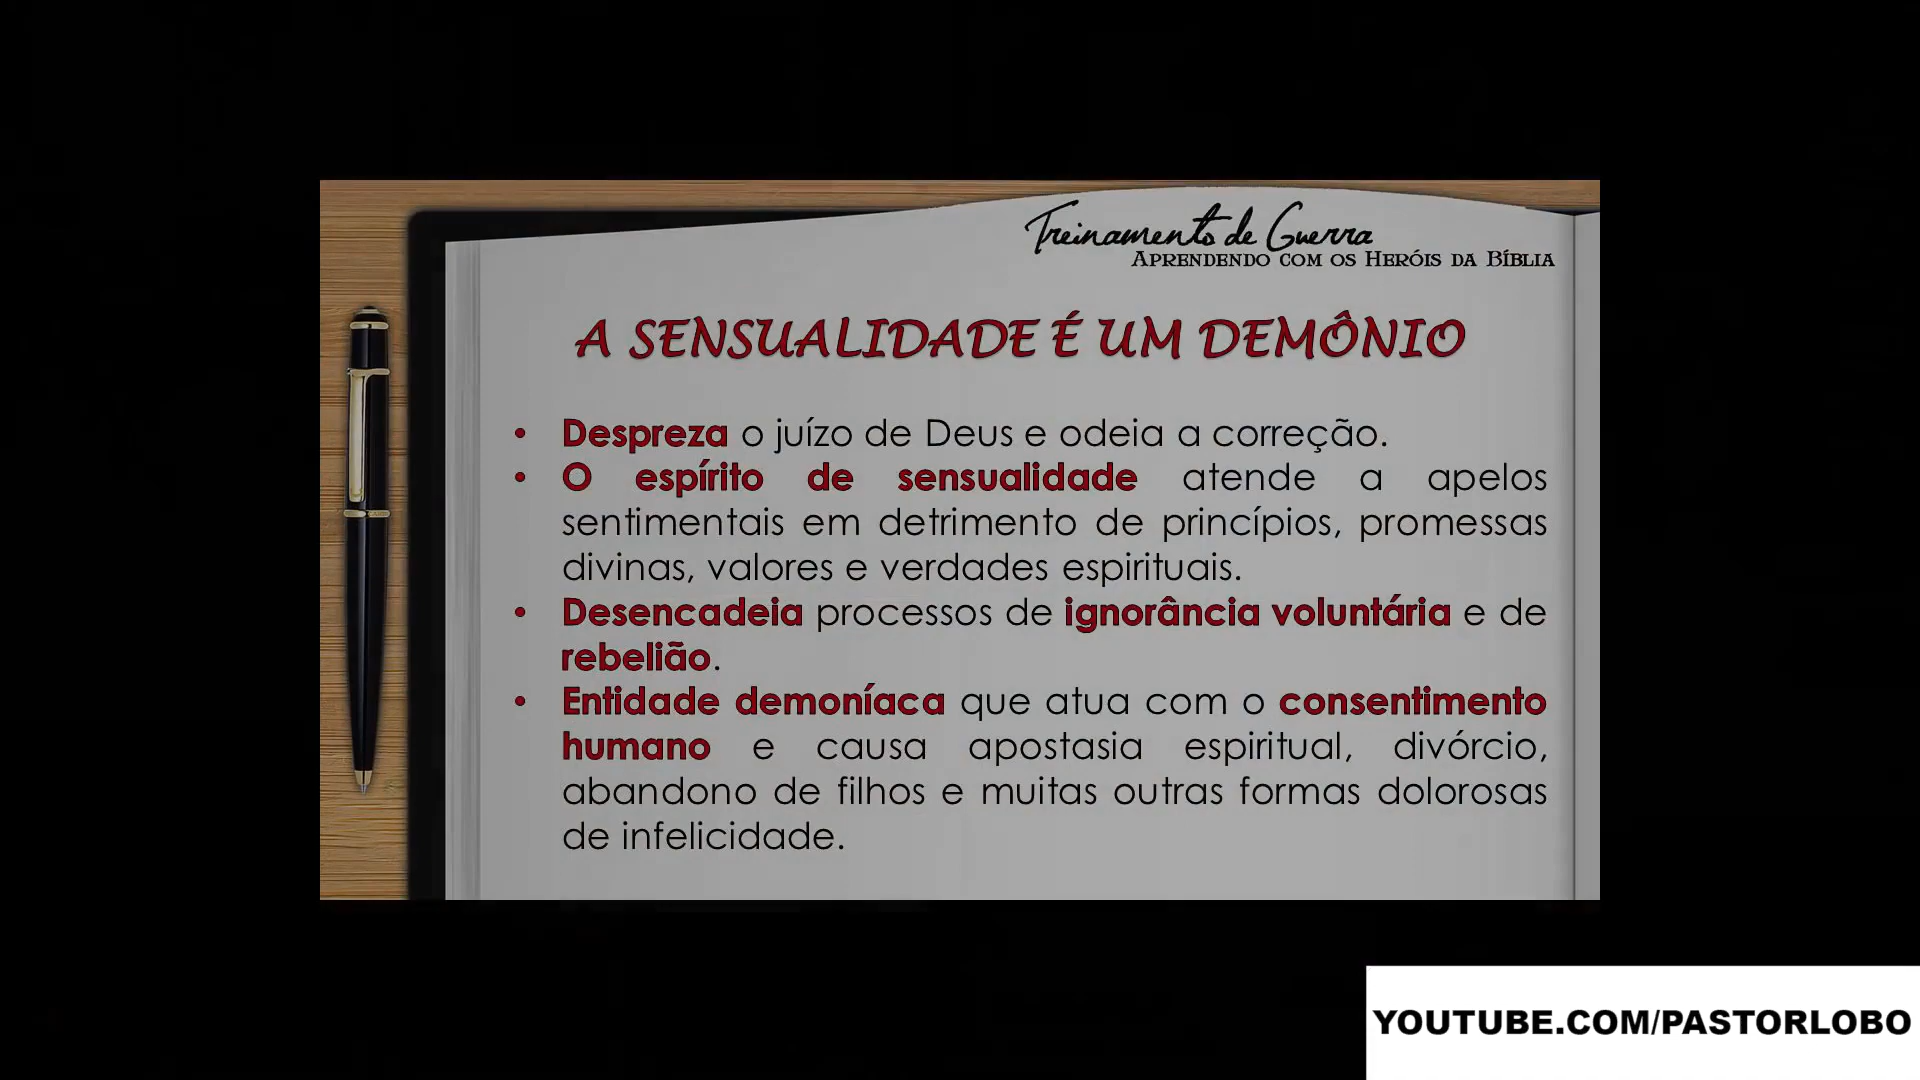 Treinamento de Guerra
Aprendendo com os Heróis da Bíblia
A SENSUALIDADE É UM DEMÔNIO
• Despreza o juízo de Deus e odeia a correção.
• O espírito de sensualidade atende a apelos
sentimentais em detrimento de princípios, promessas
divinas, valores e verdades espirituais.
• Desencadeia processos de ignorância voluntária e de
rebelião.
• Entidade demoníaca que atua com o consentimento
humano e causa apostasia espiritual, divórcio,
abandono de filhos e muitas outras formas dolorosas
de infelicidade.
YOUTUBE.COM/PASTORLOBO